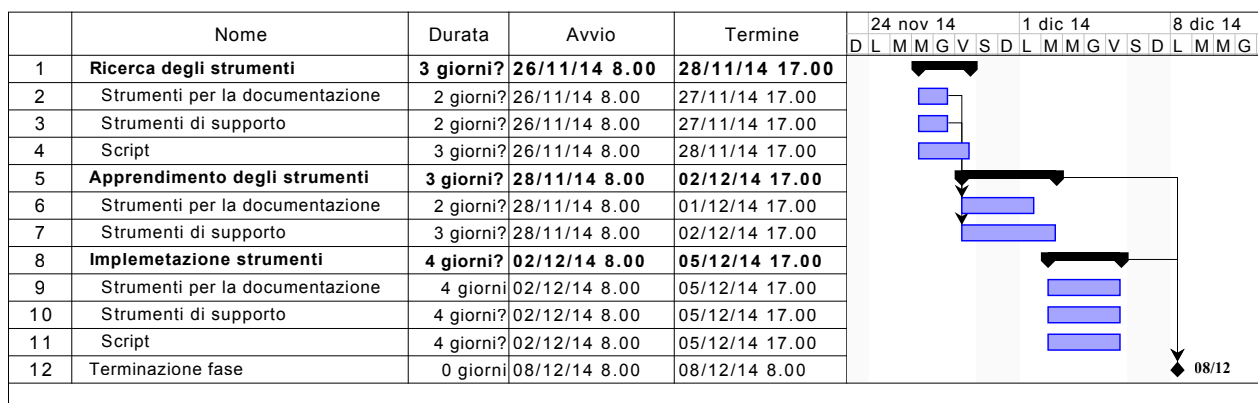 Nome Durata Avvio Termine 24 nov 14 1 dic 14 8 dic 14
D L M M G V S D L M M G V S D L M M G
1 Ricerca degli strumenti 3 giorni? 26/11/14 8.00 28/11/14 17.00
2 Strumenti per la documentazione 2 giorni? 26/11/14 8.00 27/11/14 17.00
3 Strumenti di supporto 2 giorni? 26/11/14 8.00 27/11/14 17.00
4 Script 3 giorni? 26/11/14 8.00 28/11/14 17.00
5 Apprendimento degli strumenti 3 giorni? 28/11/14 8.00 02/12/14 17.00
6 Strumenti per la documentazione 2 giorni? 28/11/14 8.00 01/12/14 17.00
7 Strumenti di supporto 3 giorni? 28/11/14 8.00 02/12/14 17.00
8 Implemetazione strumenti 4 giorni? 02/12/14 8.00 05/12/14 17.00
9 Strumenti per la documentazione 4 giorni 02/12/14 8.00 05/12/14 17.00
10 Strumenti di supporto 4 giorni? 02/12/14 8.00 05/12/14 17.00
11 Script 4 giorni? 02/12/14 8.00 05/12/14 17.00
12 Terminazione fase 0 giorni 08/12/14 8.00 08/12/14 8.00 08/12